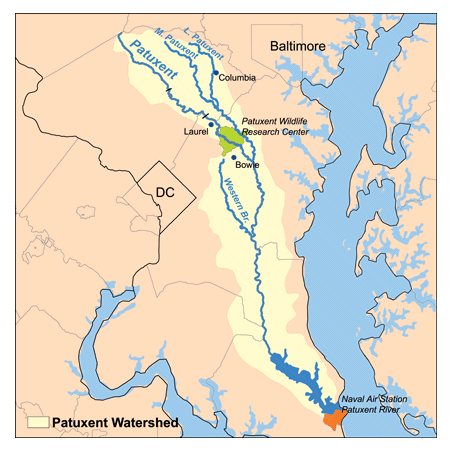 L. Patuxent
M. Patuxent
Patuxent
Baltimore
Columbia
Patuxent Wildlife
Research Center
Laurel
Bowie
DC
Western Br.
Naval Air Station
Patuxent River
Patuxent Watershed